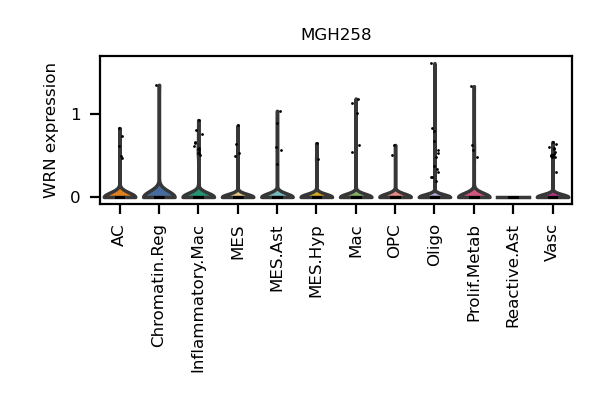 MGH258
WRN expression
1
0
AC
Chromatin.Reg
Inflammatory.Mac
MES
MES.Ast
MES.Hyp
Mac
OPC
Oligo
Prolif.Metab
Reactive.Ast
Vasc